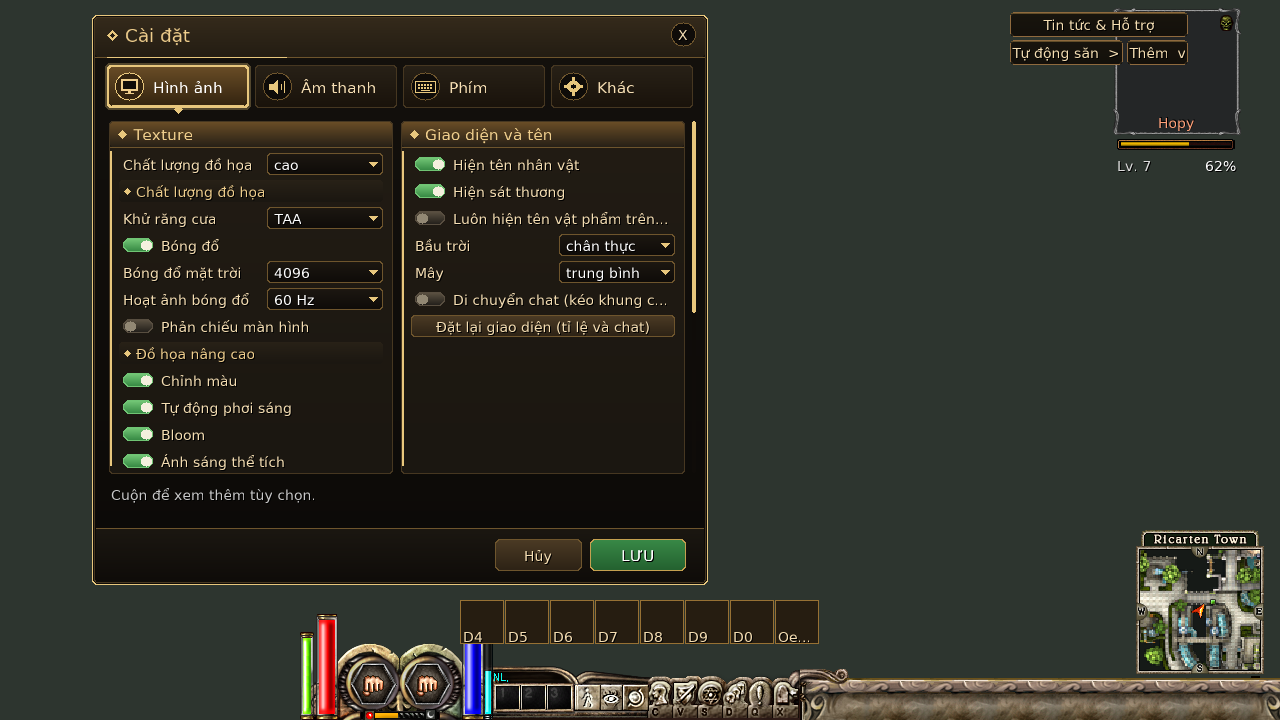 Cài đặt
X
Hình ảnh
Âm thanh
Phím
Khác
Texture
Chất lượng đồ họa
cao
Chất lượng đồ họa
Khử răng cưa
TAA
Bóng đổ
Bóng đổ mặt trời
4096
Hoạt ảnh bóng đổ
60 Hz
Phản chiếu màn hình
Đồ họa nâng cao
Chỉnh màu
Tự động phơi sáng
Bloom
Ánh sáng thể tích
Giao diện và tên
Hiện tên nhân vật
Hiện sát thương
Luôn hiện tên vật phẩm trên...
Bầu trời
chân thực
Mây
trung bình
Di chuyển chat (kéo khung c...
Đặt lại giao diện (tỉ lệ và chat)
Cuộn để xem thêm tùy chọn.
Hủy
LƯU
Tin tức & Hỗ trợ
Tự động săn >
Thêm v
Hopy
Lv. 7
62%
Ricarten Town
N
W
E
S
D4
D5
D6
D7
D8
D9
D0
Oe...
NL.
1
2
3
C
V
S
D
Q
X